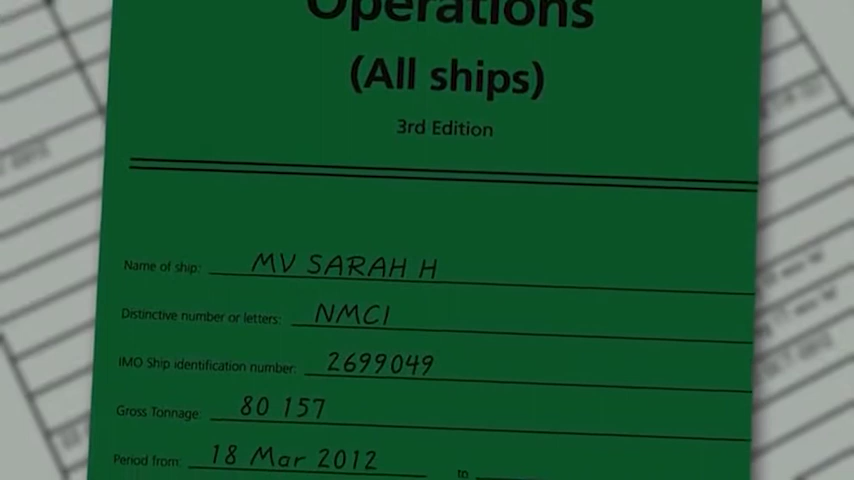 Operations
(All ships)
3rd Edition
Name of ship: MV SARAH H
Distinctive number or letters: NMCI
IMO Ship identification number: 2699049
Gross Tonnage: 80 157
Period from: 18 Mar 2012 to